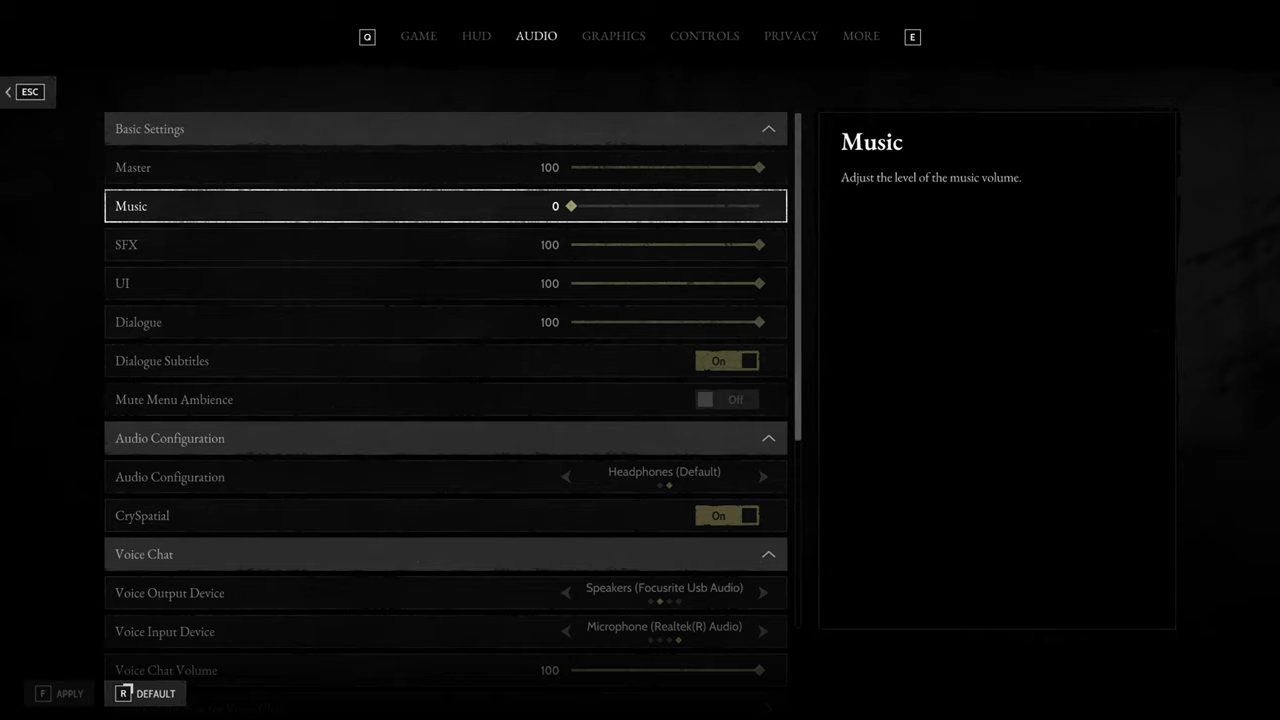 Q GAME HUD AUDIO GRAPHICS CONTROLS PRIVACY MORE E
ESC
Basic Settings
Master 100
Music 0
SFX 100
UI 100
Dialogue 100
Dialogue Subtitles On
Mute Menu Ambience Off
Audio Configuration
Audio Configuration Headphones (Default)
CrySpatial On
Voice Chat
Voice Output Device Speakers (Focusrite Usb Audio)
Voice Input Device Microphone (Realtek(R) Audio)
Voice Chat Volume 100
F APPLY R DEFAULT
Music
Adjust the level of the music volume.